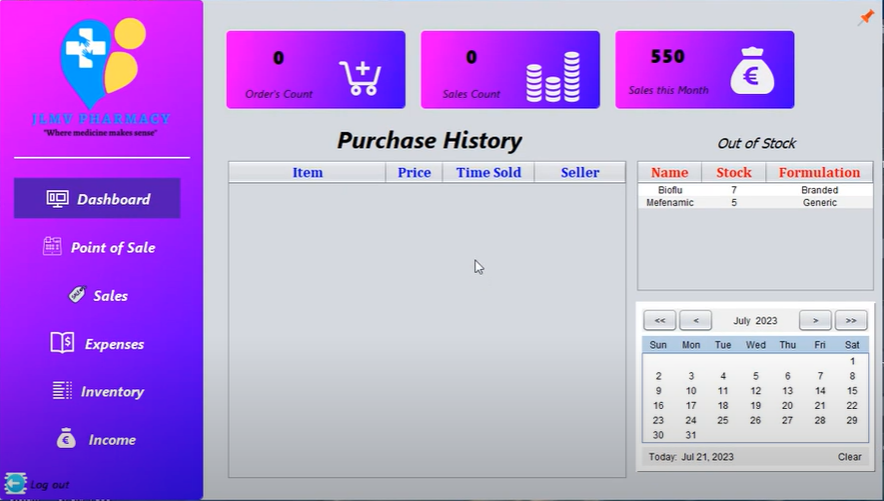 JLMV PHARMACY
"Where medicine makes sense"
Dashboard
Point of Sale
Sales
Expenses
Inventory
Income
Log out
0
Order's Count
0
Sales Count
550
Sales this Month
Purchase History
Item Price Time Sold Seller
Out of Stock
Name Stock Formulation
Bioflu 7 Branded
Mefenamic 5 Generic
<< < July 2023 > >>
Sun Mon Tue Wed Thu Fri Sat
1
2 3 4 5 6 7 8
9 10 11 12 13 14 15
16 17 18 19 20 21 22
23 24 25 26 27 28 29
30 31
Today: Jul 21, 2023 Clear